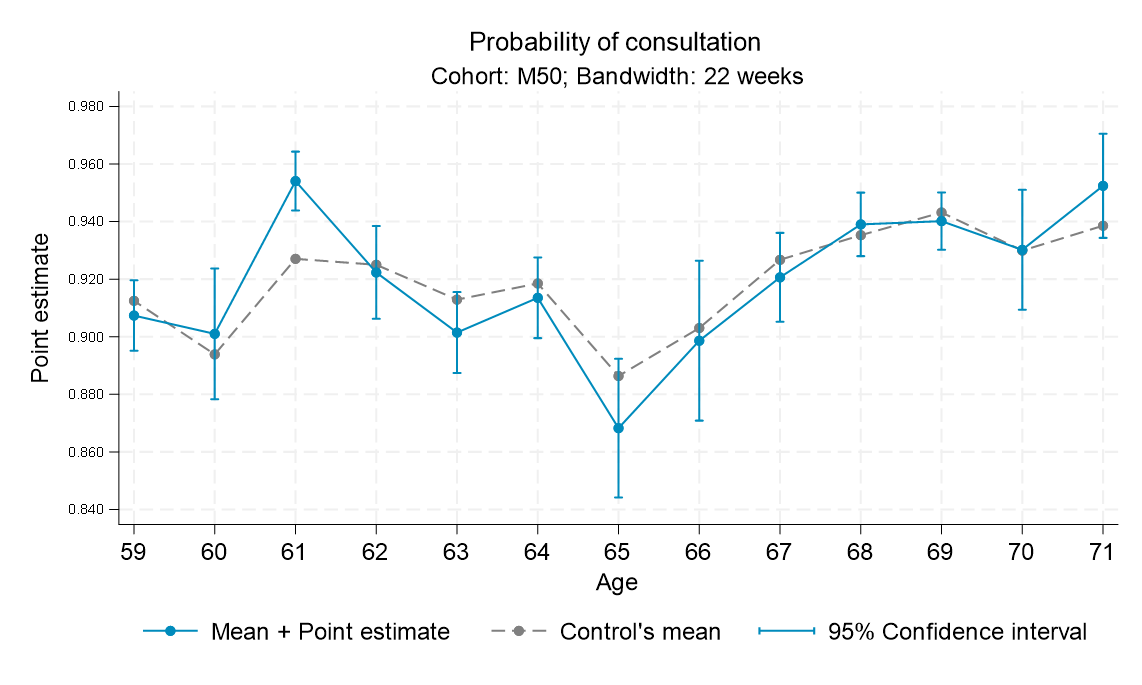 Probability of consultation
Cohort: M50; Bandwidth: 22 weeks
Point estimate
0.980
0.960
0.940
0.920
0.900
0.880
0.860
0.840
59 60 61 62 63 64 65 66 67 68 69 70 71
Age
Mean + Point estimate Control's mean 95% Confidence interval